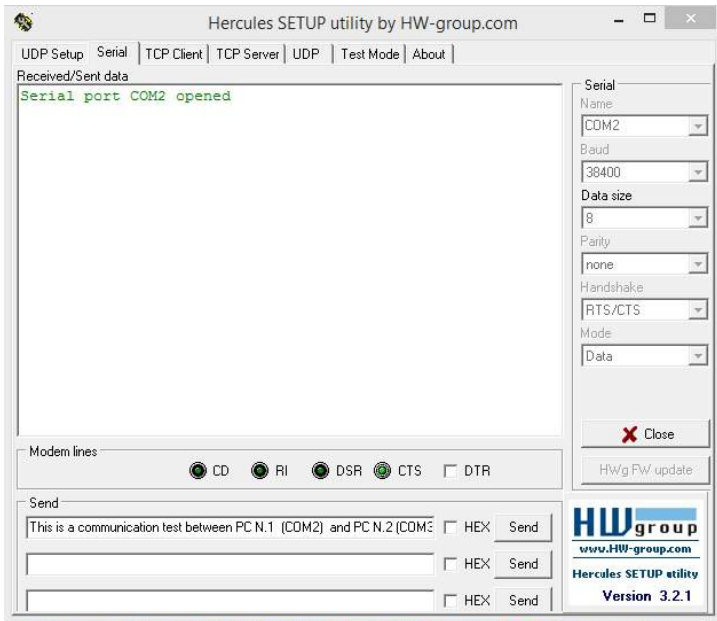 Hercules SETUP utility by HW-group.com
UDP Setup Serial TCP Client TCP Server UDP Test Mode About
Received/Sent data
Serial port COM2 opened
Serial
Name
COM2
Baud
38400
Data size
8
Parity
none
Handshake
RTS/CTS
Mode
Data
Close
HWg FW update
Modem lines
CD RI DSR CTS DTR
Send
This is a communication test between PC N.1 (COM2) and PC N.2 (COM3 HEX Send
HEX Send
HEX Send
HW group
www.HW-group.com
Hercules SETUP utility
Version 3.2.1